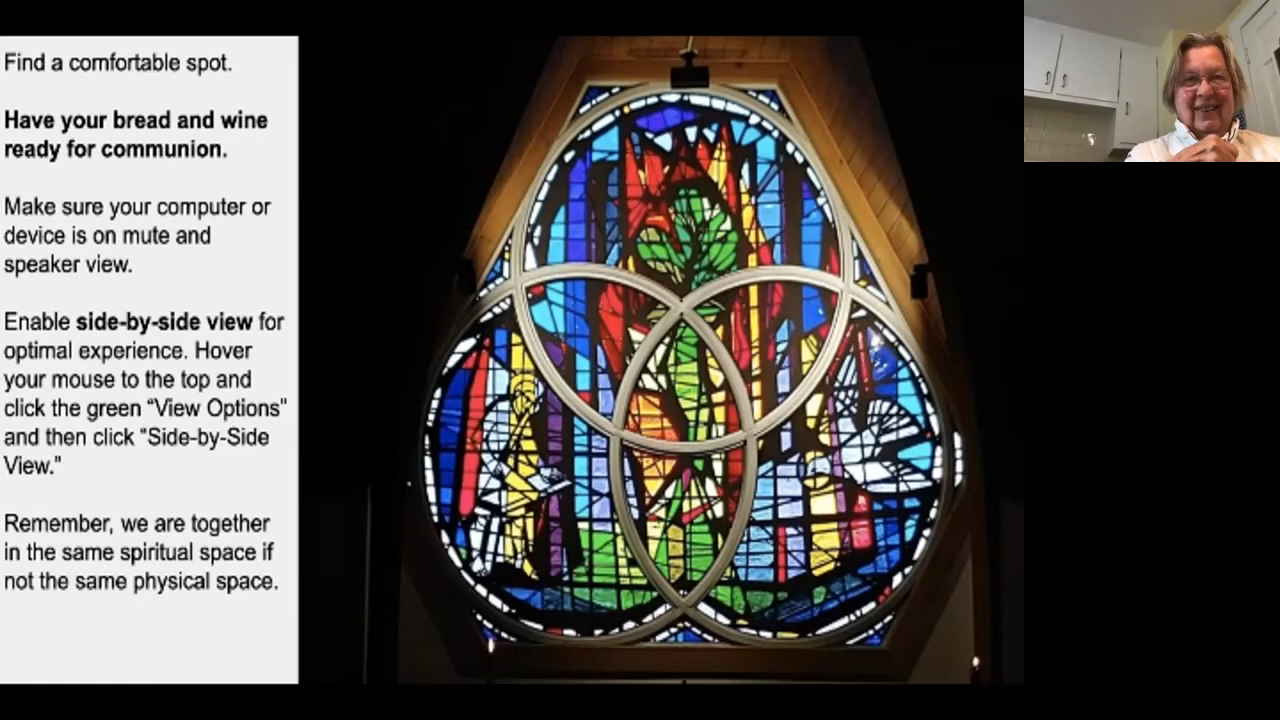 Find a comfortable spot.
Have your bread and wine
ready for communion.
Make sure your computer or
device is on mute and
speaker view.
Enable side-by-side view for
optimal experience. Hover
your mouse to the top and
click the green “View Options”
and then click “Side-by-Side
View.”
Remember, we are together
in the same spiritual space if
not the same physical space.